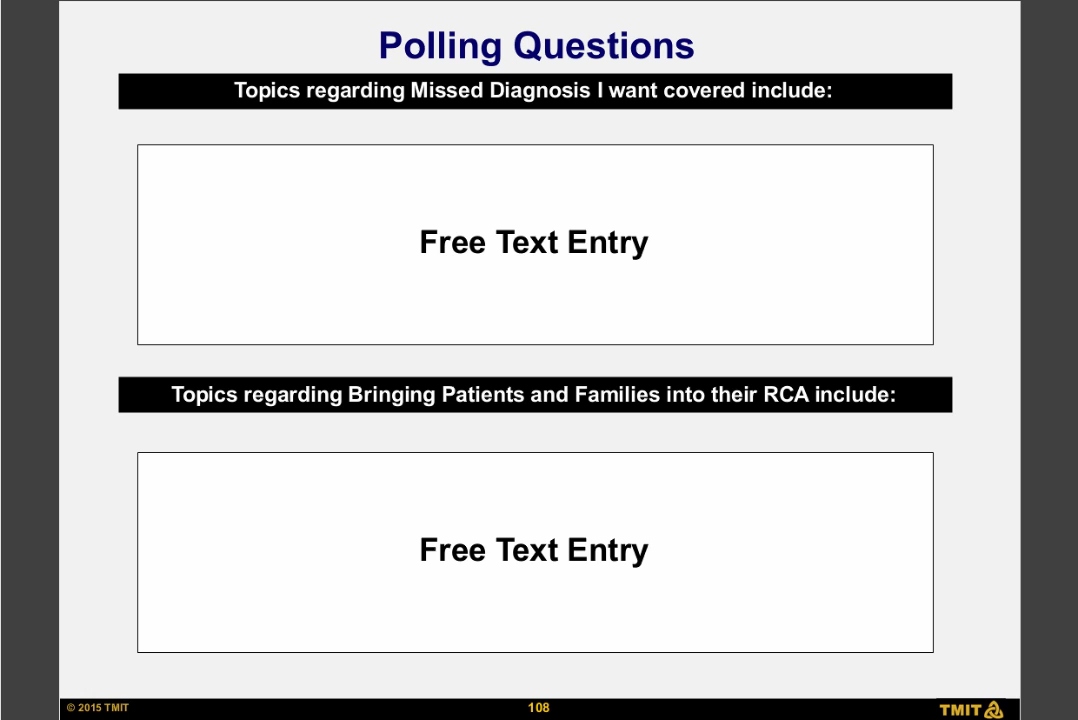 Polling Questions
Topics regarding Missed Diagnosis I want covered include:
Free Text Entry
Topics regarding Bringing Patients and Families into their RCA include:
Free Text Entry
© 2015 TMIT
108
TMIT